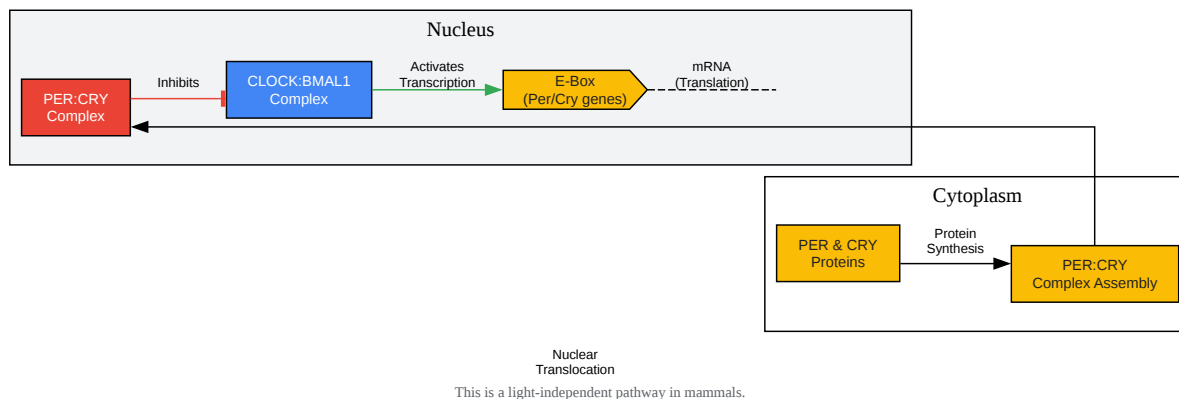 Nucleus
PER:CRY
Complex
Inhibits
CLOCK:BMAL1
Complex
Activates
Transcription
E-Box
(Per/Cry genes)
mRNA
(Translation)
Cytoplasm
PER & CRY
Proteins
Protein
Synthesis
PER:CRY
Complex Assembly
Nuclear
Translocation
This is a light-independent pathway in mammals.